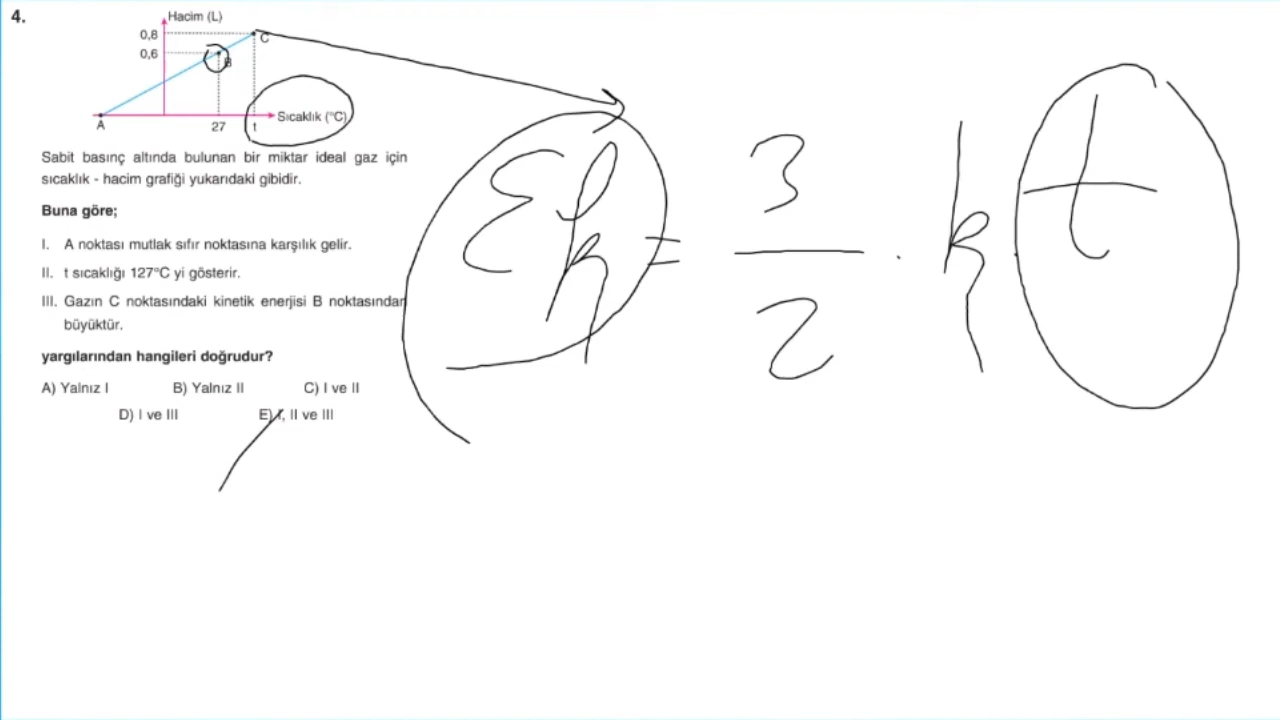 4.
Hacim (L)
0,8
C
0,6
B
A
27
t
Sıcaklık (°C)
Sabit basınç altında bulunan bir miktar ideal gaz için
sıcaklık - hacim grafiği yukarıdaki gibidir.
Buna göre;
I. A noktası mutlak sıfır noktasına karşılık gelir.
II. t sıcaklığı 127°C yi gösterir.
III. Gazın C noktasındaki kinetik enerjisi B noktasından
büyüktür.
yargılarından hangileri doğrudur?
A) Yalnız I B) Yalnız II C) I ve II
D) I ve III E) I, II ve III
Ek = 3/2 . k . t